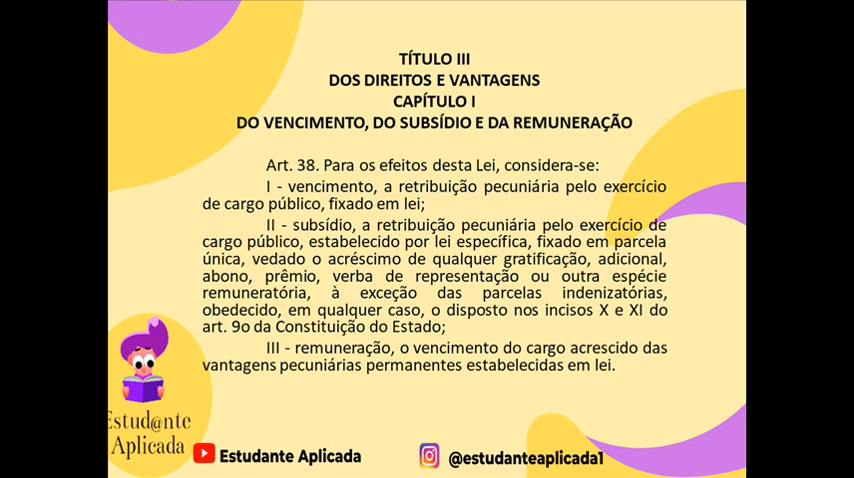 TÍTULO III
DOS DIREITOS E VANTAGENS
CAPÍTULO I
DO VENCIMENTO, DO SUBSÍDIO E DA REMUNERAÇÃO
Art. 38. Para os efeitos desta Lei, considera-se:
I - vencimento, a retribuição pecuniária pelo exercício
de cargo público, fixado em lei;
II - subsídio, a retribuição pecuniária pelo exercício de
cargo público, estabelecido por lei específica, fixado em parcela
única, vedado o acréscimo de qualquer gratificação, adicional,
abono, prêmio, verba de representação ou outra espécie
remuneratória, à exceção das parcelas indenizatórias,
obedecido, em qualquer caso, o disposto nos incisos X e XI do
art. 9o da Constituição do Estado;
III - remuneração, o vencimento do cargo acrescido das
vantagens pecuniárias permanentes estabelecidas em lei.
Estud@nte
Aplicada
Estudante Aplicada
@estudanteaplicada1